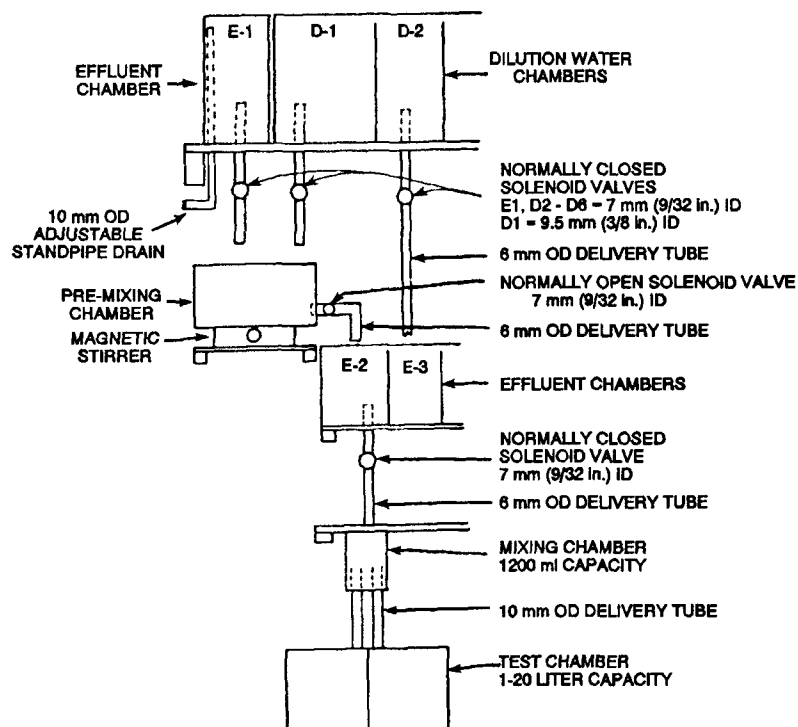 E-1
D-1
D-2
EFFLUENT
CHAMBER
DILUTION WATER
CHAMBERS
NORMALLY CLOSED
SOLENOID VALVES
E1, D2 - D6 = 7 mm (9/32 in.) ID
D1 = 9.5 mm (3/8 in.) ID
10 mm OD
ADJUSTABLE
STANDPIPE DRAIN
6 mm OD DELIVERY TUBE
NORMALLY OPEN SOLENOID VALVE
7 mm (9/32 in.) ID
PRE-MIXING
CHAMBER
6 mm OD DELIVERY TUBE
MAGNETIC
STIRRER
E-2
E-3
EFFLUENT CHAMBERS
NORMALLY CLOSED
SOLENOID VALVE
7 mm (9/32 in.) ID
6 mm OD DELIVERY TUBE
MIXING CHAMBER
1200 ml CAPACITY
10 mm OD DELIVERY TUBE
TEST CHAMBER
1-20 LITER CAPACITY